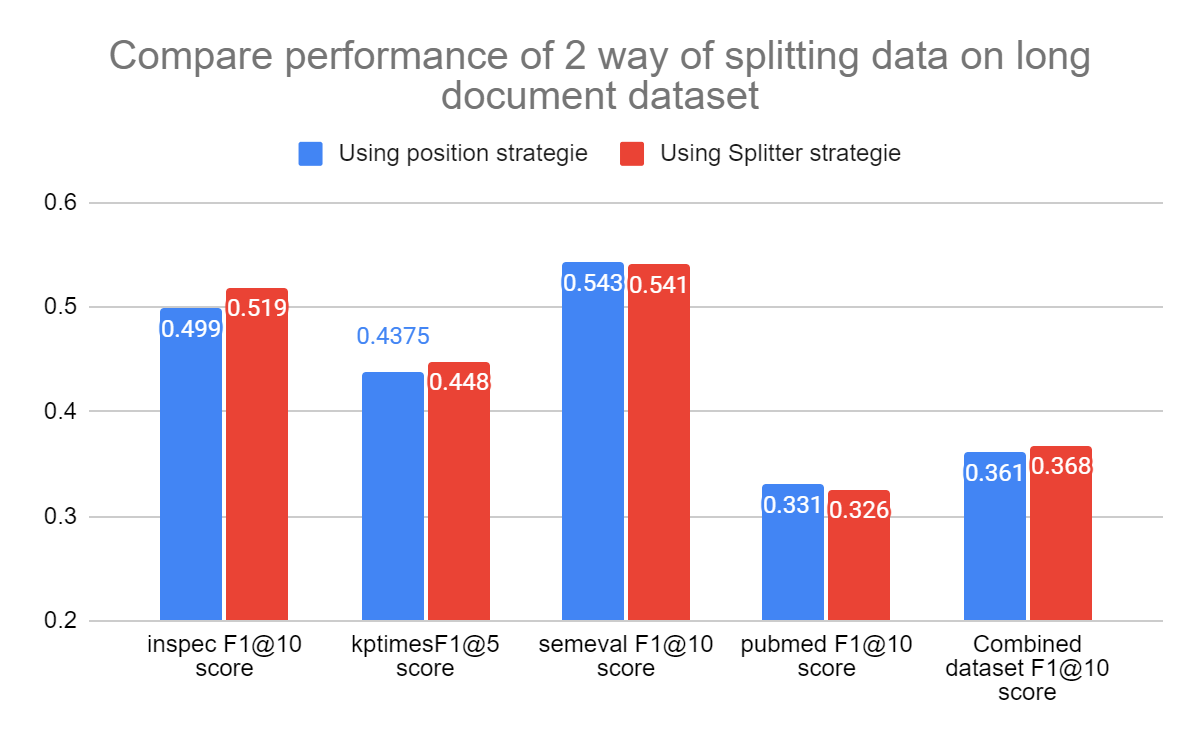 Compare performance of 2 way of splitting data on long
document dataset
Using position strategie
Using Splitter strategie
0.6
0.5
0.4
0.3
0.2
0.499
0.519
0.4375
0.448
0.543
0.541
0.331
0.326
0.361
0.368
inspec F1@10
score
kptimesF1@5
score
semeval F1@10
score
pubmed F1@10
score
Combined
dataset F1@10
score